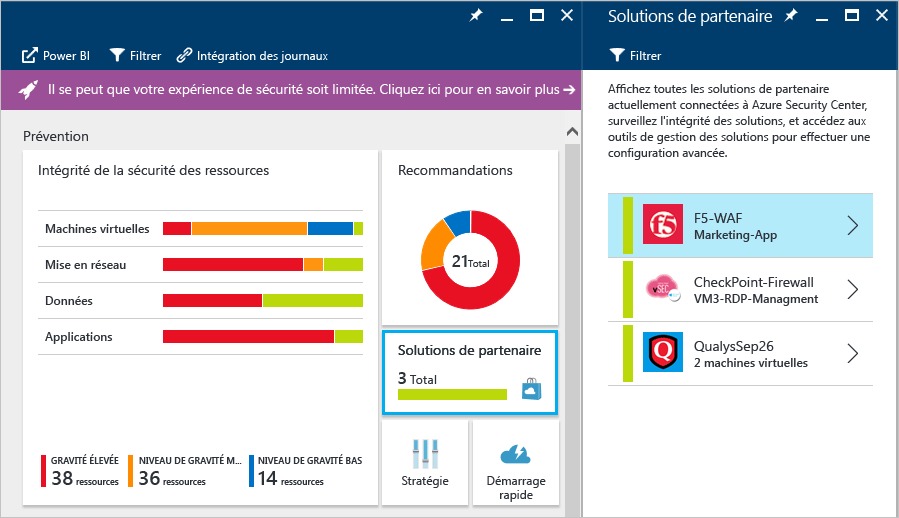 Power BI
Filtrer
Intégration des journaux
Il se peut que votre expérience de sécurité soit limitée. Cliquez ici pour en savoir plus →
Prévention
Intégrité de la sécurité des ressources
Machines virtuelles
Mise en réseau
Données
Applications
GRAVITÉ ÉLEVÉE
38 ressources
NIVEAU DE GRAVITÉ M...
36 ressources
NIVEAU DE GRAVITÉ BAS
14 ressources
Recommandations
21 Total
Solutions de partenaire
3 Total
Stratégie
Démarrage
rapide
Solutions de partenaire
Filtrer
Affichez toutes les solutions de partenaire
actuellement connectées à Azure Security Center,
surveillez l'intégrité des solutions, et accédez aux
outils de gestion des solutions pour effectuer une
configuration avancée.
f5
F5-WAF
Marketing-App
vSEC
CheckPoint-Firewall
VM3-RDP-Managment
Q
QualysSep26
2 machines virtuelles